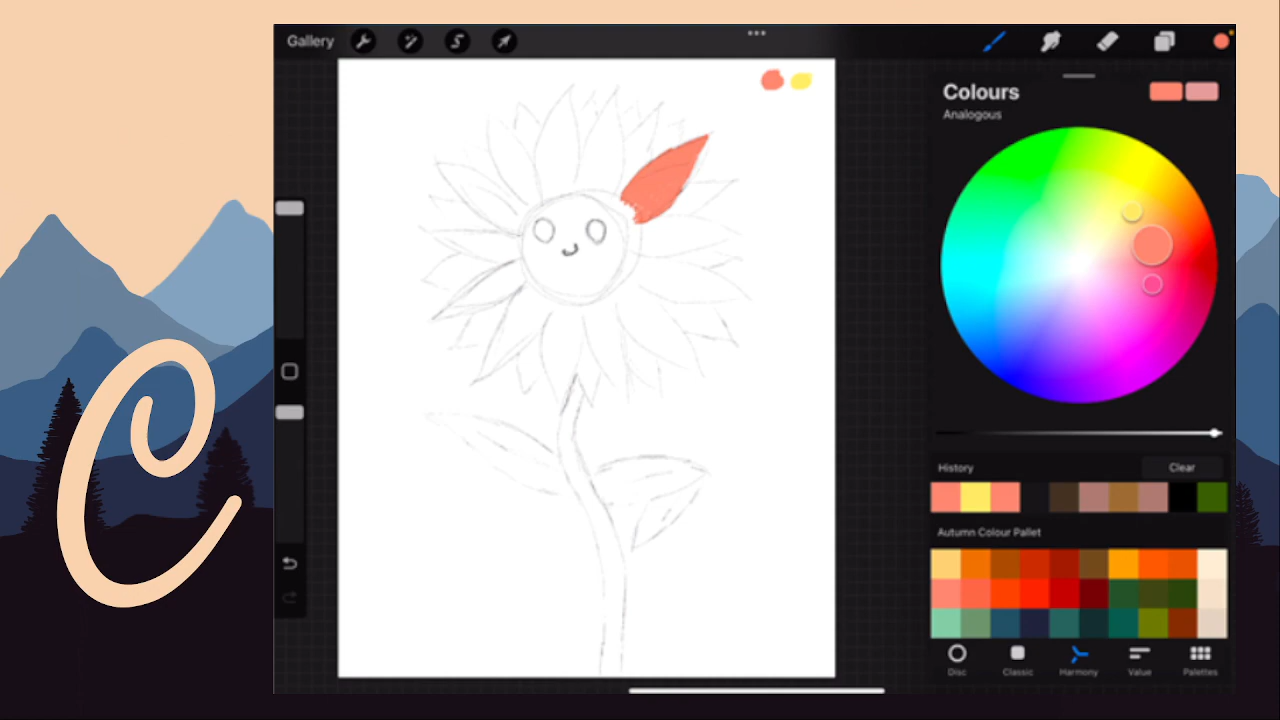 Gallery
Colours
Analogous
C
History
Clear
Autumn Colour Pallet
Disc
Classic
Harmony
Value
Palettes